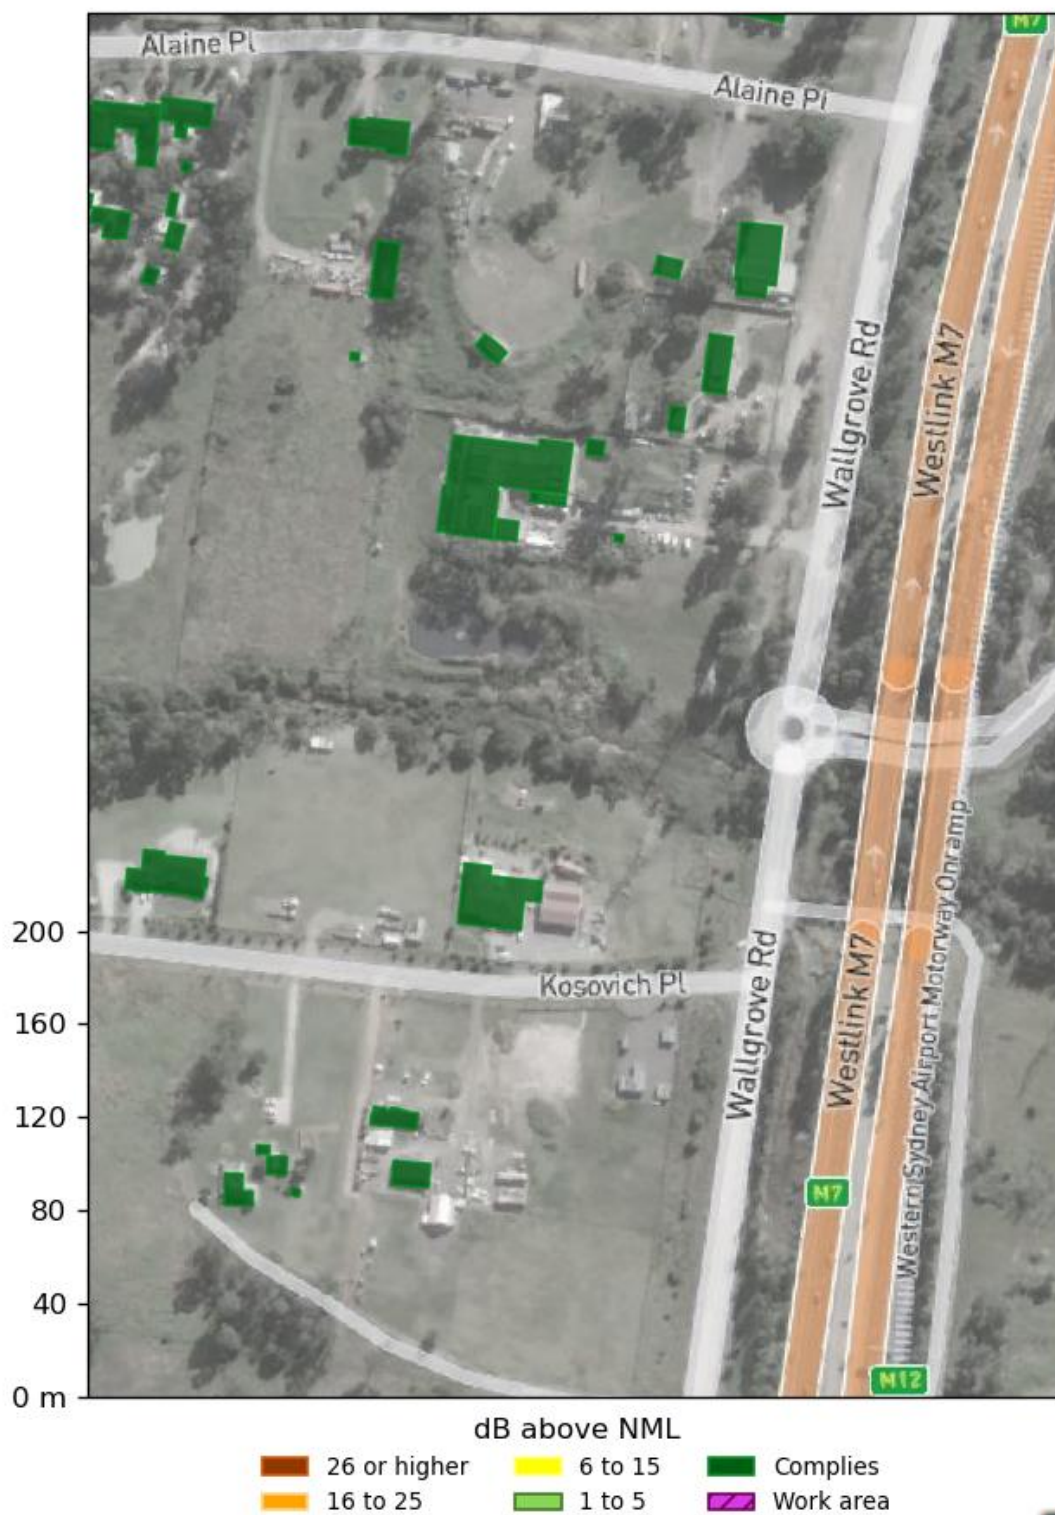 M7
Alaine Pl
Alaine Pl
Wallgrove Rd
Westlink M7
Western Sydney Airport Motorway Onramp
200
Kosovich Pl
Wallgrove Rd
Westlink M7
160
120
M7
80
40
M12
0 m
dB above NML
26 or higher
6 to 15
Complies
16 to 25
1 to 5
Work area